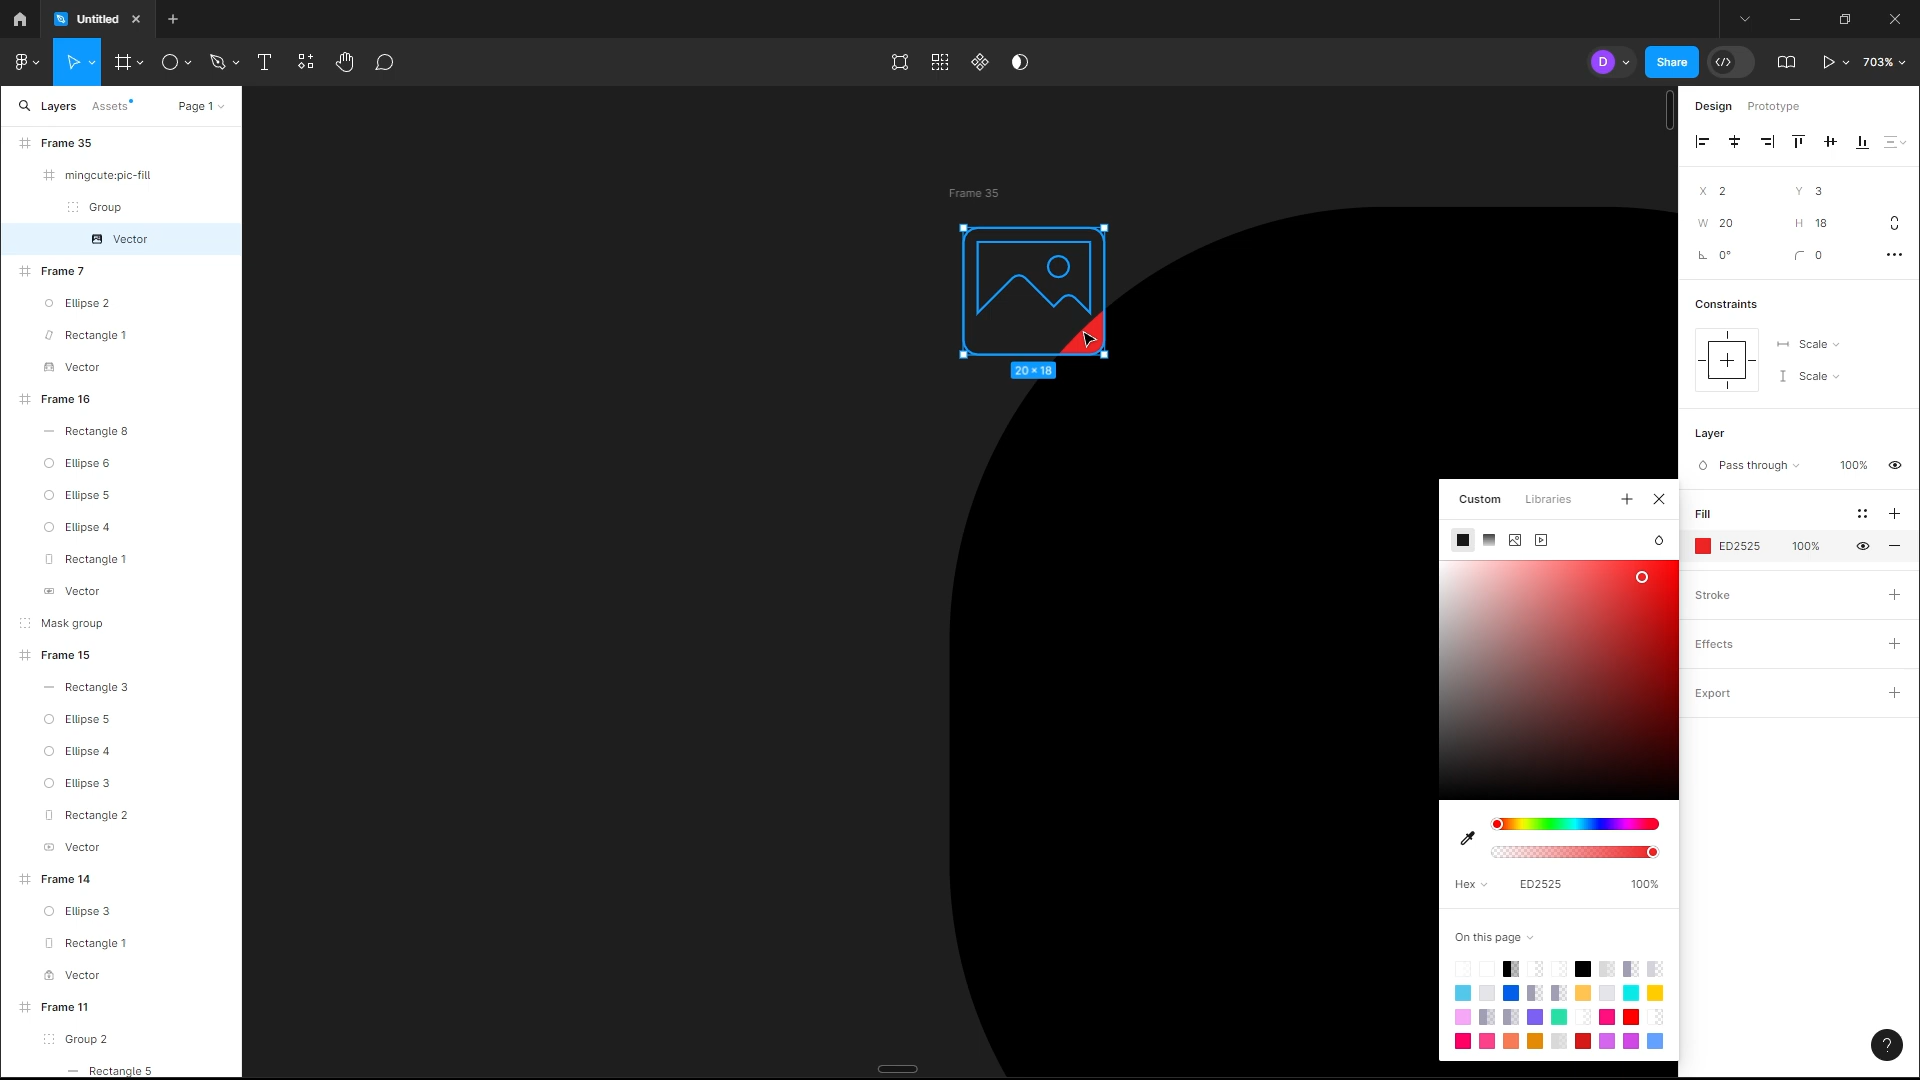 Untitled
D
Share
703%
Layers
Assets
Page 1
Frame 35
mingcute:pic-fill
Group
Vector
Frame 7
Ellipse 2
Rectangle 1
Vector
Frame 16
Rectangle 8
Ellipse 6
Ellipse 5
Ellipse 4
Rectangle 1
Vector
Mask group
Frame 15
Rectangle 3
Ellipse 5
Ellipse 4
Ellipse 3
Rectangle 2
Vector
Frame 14
Ellipse 3
Rectangle 1
Vector
Frame 11
Group 2
Rectangle 5
Frame 35
20 × 18
Custom
Libraries
Hex
ED2525
100%
On this page
Design
Prototype
X 2
Y 3
W 20
H 18
0°
0
Constraints
Scale
Scale
Layer
Pass through
100%
Fill
ED2525
100%
Stroke
Effects
Export
?